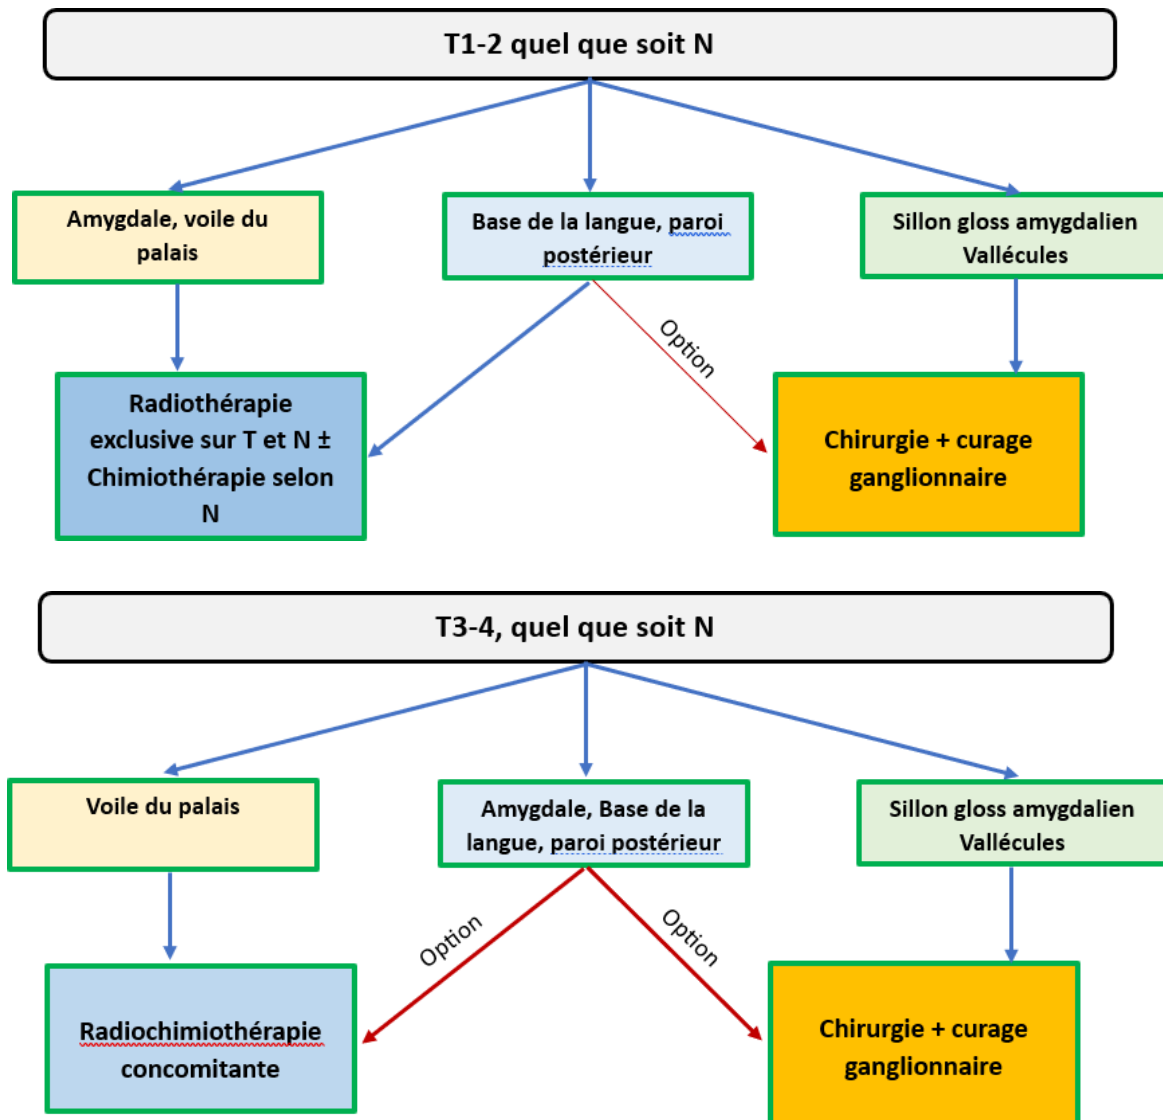 T1-2 quel que soit N
Amygdale, voile du
palais
Base de la langue, paroi
postérieur
Sillon gloss amygdalien
Vallécules
Option
Radiothérapie
exclusive sur T et N ±
Chimiothérapie selon
N
Chirurgie + curage
ganglionnaire
T3-4, quel que soit N
Voile du palais
Amygdale, Base de la
langue, paroi postérieur
Sillon gloss amygdalien
Vallécules
Option
Option
Radiochimiothérapie
concomitante
Chirurgie + curage
ganglionnaire